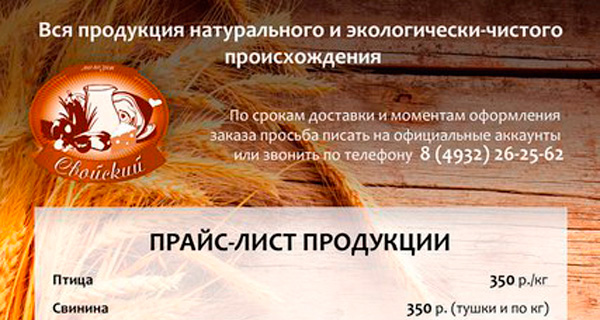 Вся продукция натурального и экологически-чистого
происхождения
магазин
Свойский
По срокам доставки и моментам оформления
заказа просьба писать на официальные аккаунты
или звонить по телефону 8 (4932) 26-25-62
ПРАЙС-ЛИСТ ПРОДУКЦИИ
Птица 350 р./кг
Свинина 350 р. (тушки и по кг)